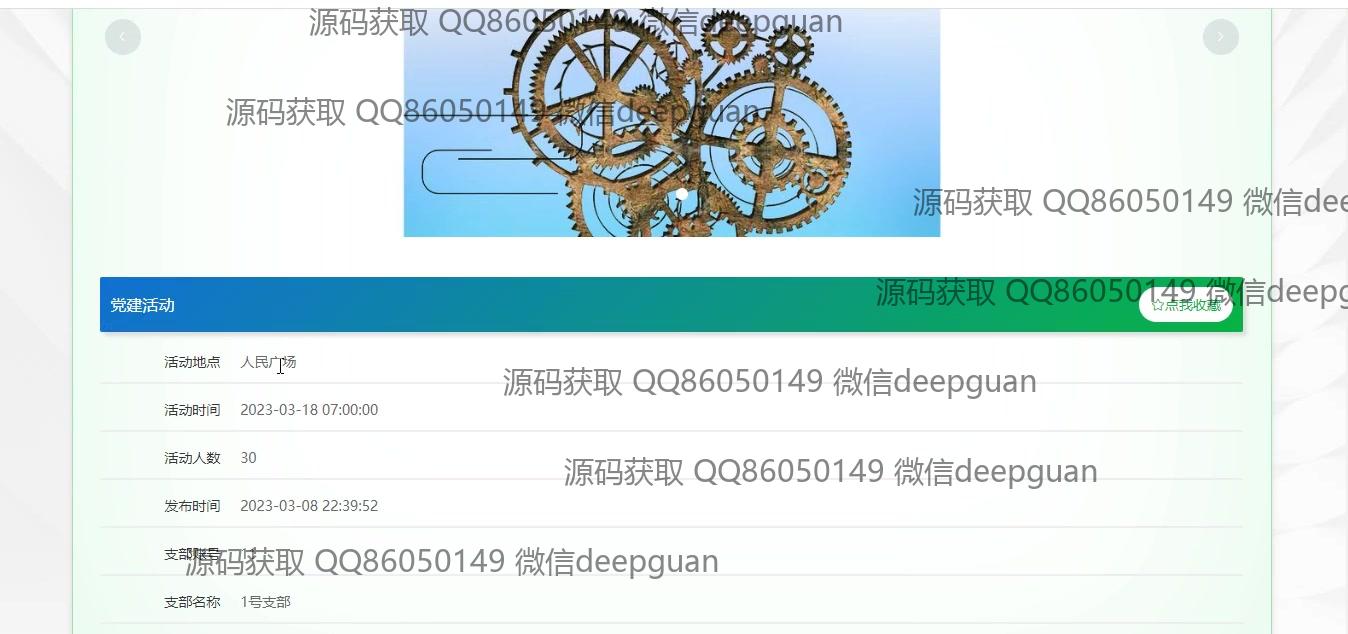 源码获取 QQ86050149 微信deepguan
源码获取 QQ86050149 微信deepguan
源码获取 QQ86050149 微信dee
源码获取 QQ86050149 微信deepg
党建活动
☆点我收藏
活动地点 人民广场
源码获取 QQ86050149 微信deepguan
活动时间 2023-03-18 07:00:00
活动人数 30
源码获取 QQ86050149 微信deepguan
发布时间 2023-03-08 22:39:52
支部账号
源码获取 QQ86050149 微信deepguan
支部名称 1号支部